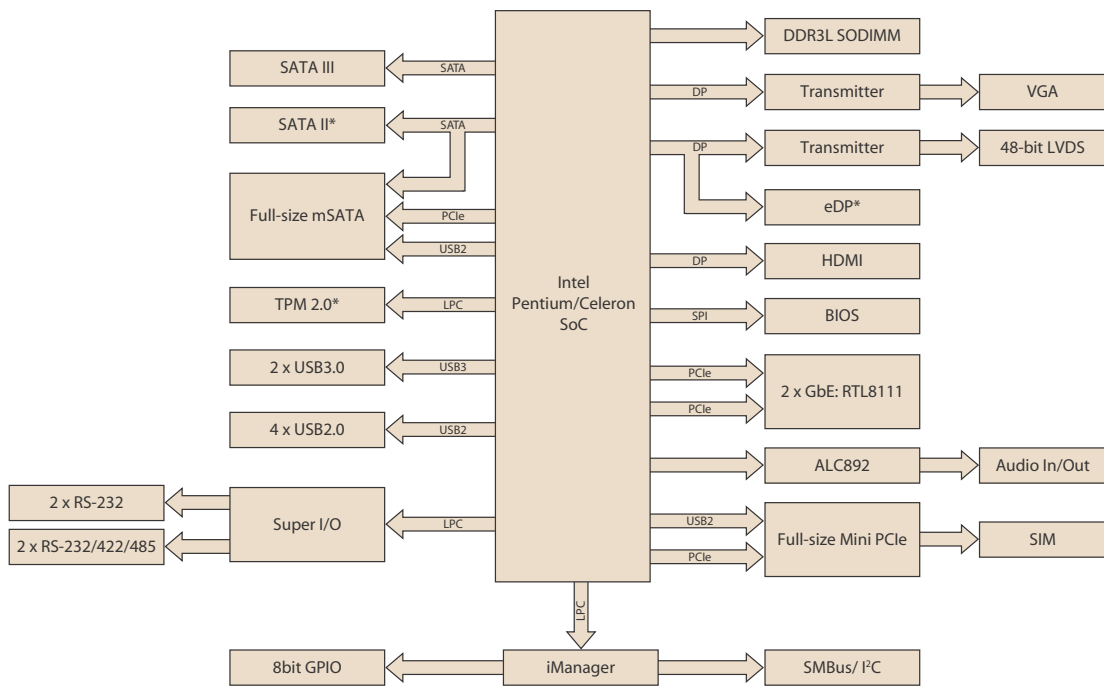 DDR3L SODIMM
SATA III
SATA
DP
Transmitter
VGA
SATA II*
SATA
DP
Transmitter
48-bit LVDS
Full-size mSATA
PCIe
USB2
eDP*
DP
HDMI
Intel
Pentium/Celeron
SoC
TPM 2.0*
LPC
SPI
BIOS
2 x USB3.0
USB3
PCIe
PCIe
2 x GbE: RTL8111
4 x USB2.0
USB2
ALC892
Audio In/Out
2 x RS-232
2 x RS-232/422/485
Super I/O
LPC
USB2
PCIe
Full-size Mini PCIe
SIM
LPC
8bit GPIO
iManager
SMBus/ I²C